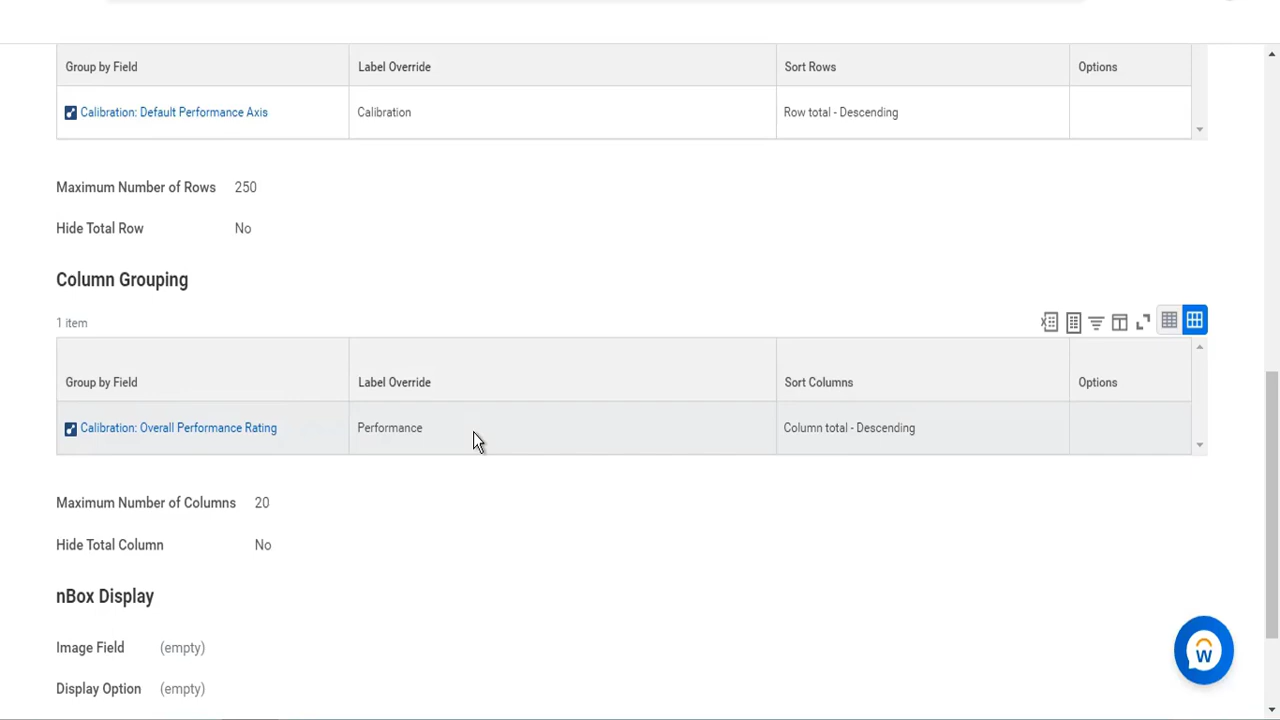 Group by Field Label Override Sort Rows Options
Calibration: Default Performance Axis Calibration Row total - Descending
Maximum Number of Rows 250
Hide Total Row No
Column Grouping
1 item
Group by Field Label Override Sort Columns Options
Calibration: Overall Performance Rating Performance Column total - Descending
Maximum Number of Columns 20
Hide Total Column No
nBox Display
Image Field (empty)
Display Option (empty)
W